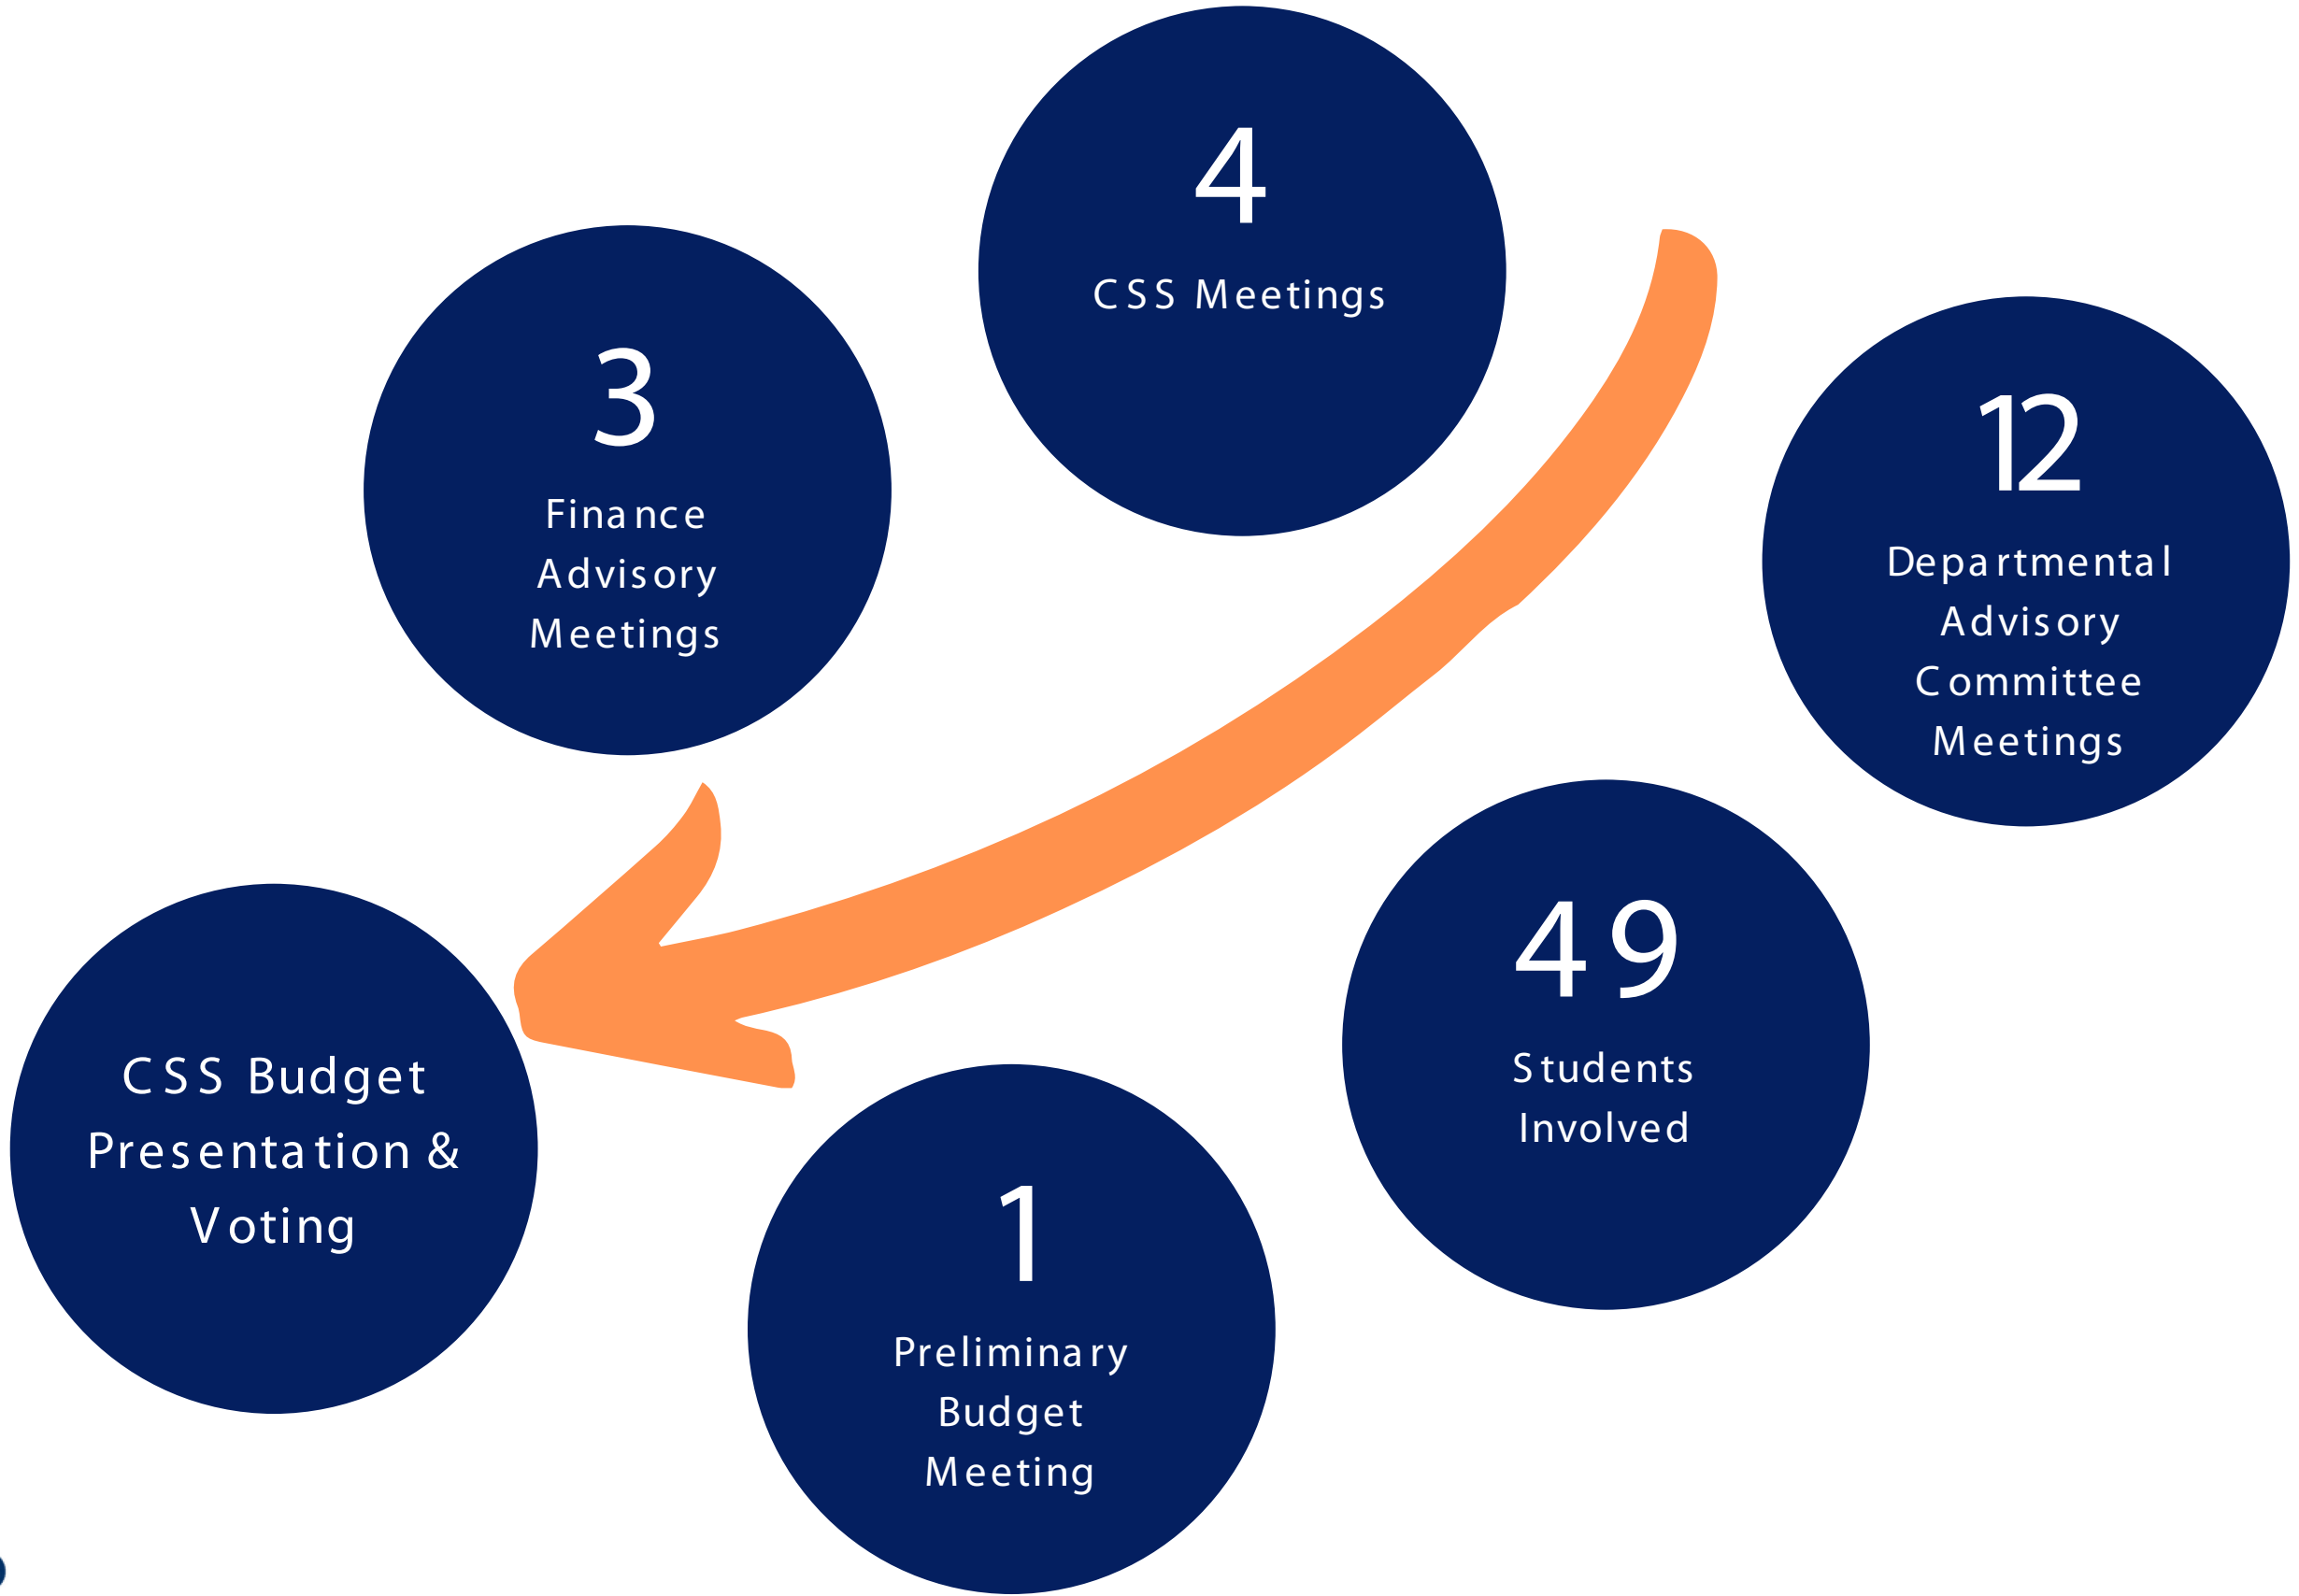 4
CSS Meetings
3
Finance
Advisory
Meetings
12
Departmental
Advisory
Committee
Meetings
49
Students
Involved
CSS Budget
Presentation &
Voting
1
Preliminary
Budget
Meeting